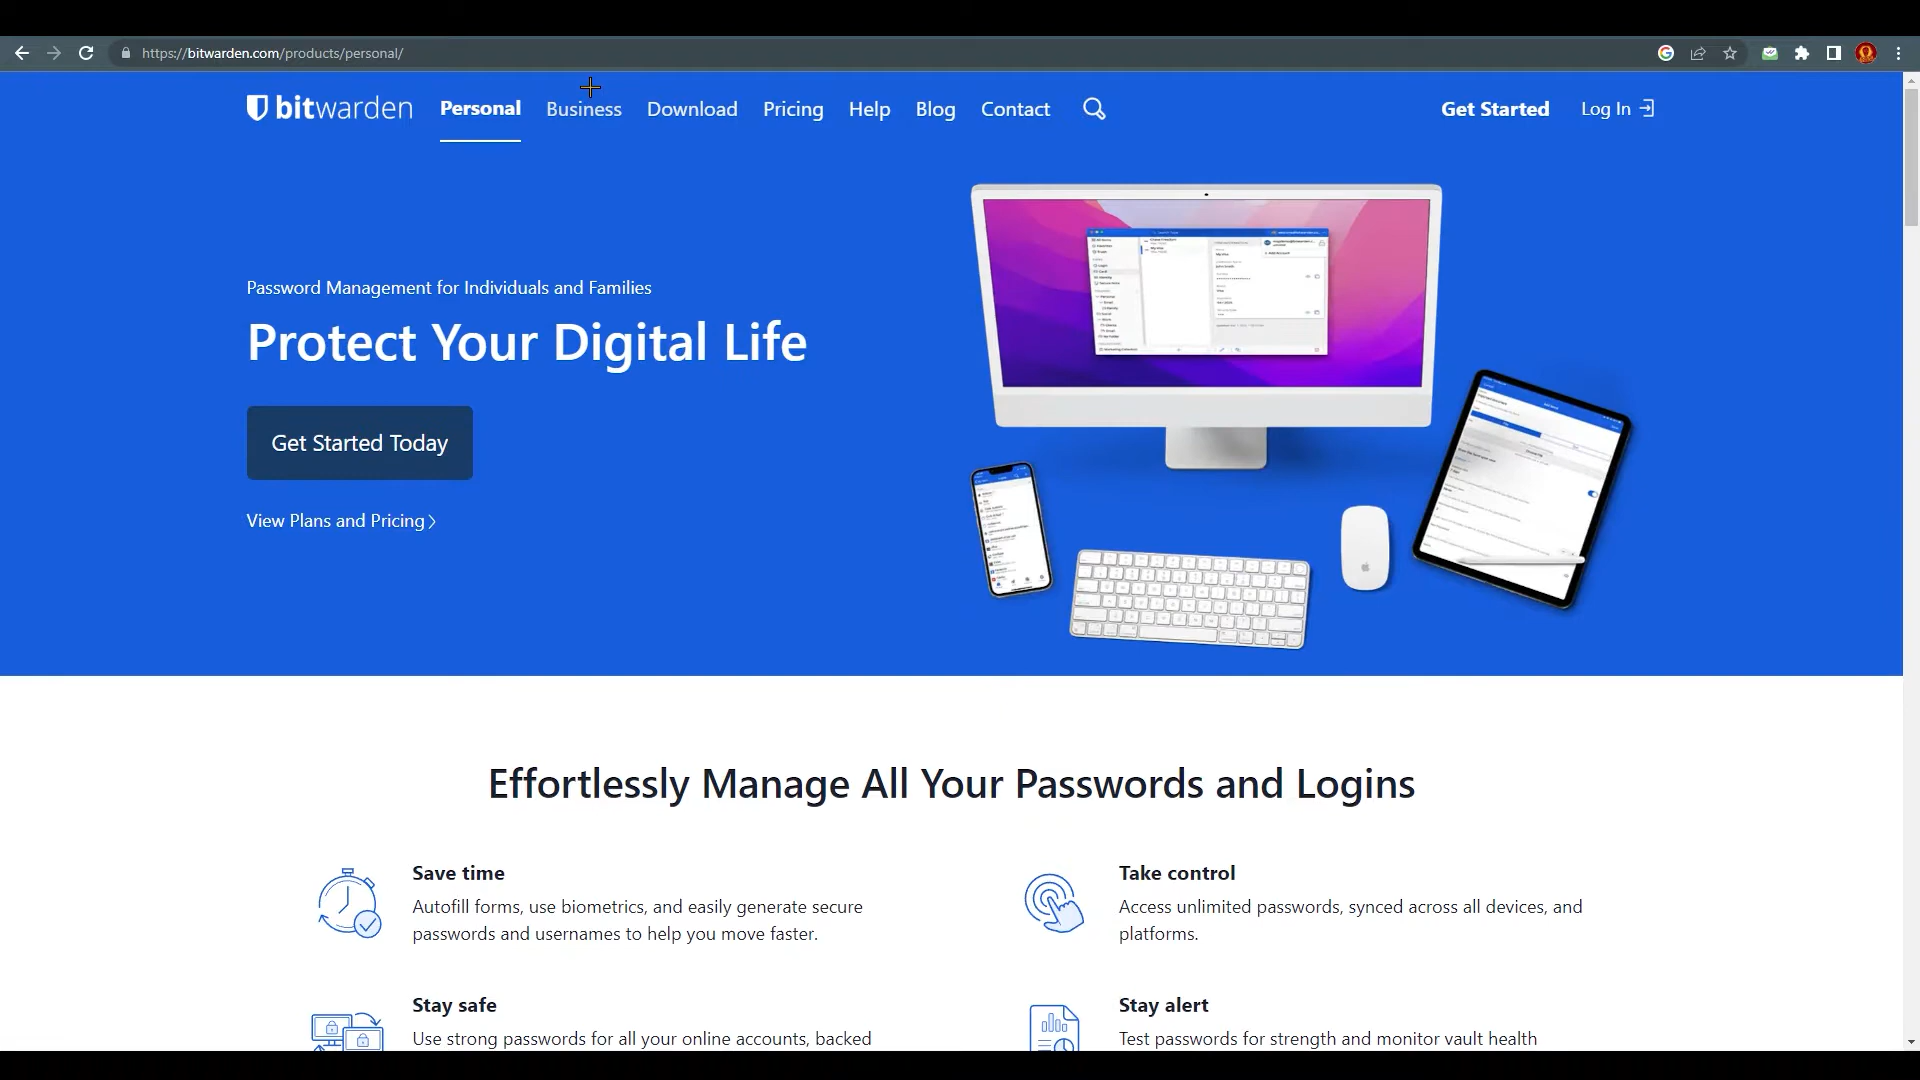 https://bitwarden.com/products/personal/
bitwarden
Personal
Business
Download
Pricing
Help
Blog
Contact
Get Started
Log In
Password Management for Individuals and Families
Protect Your Digital Life
Get Started Today
View Plans and Pricing
Effortlessly Manage All Your Passwords and Logins
Save time
Autofill forms, use biometrics, and easily generate secure
passwords and usernames to help you move faster.
Take control
Access unlimited passwords, synced across all devices, and
platforms.
Stay safe
Use strong passwords for all your online accounts, backed
Stay alert
Test passwords for strength and monitor vault health